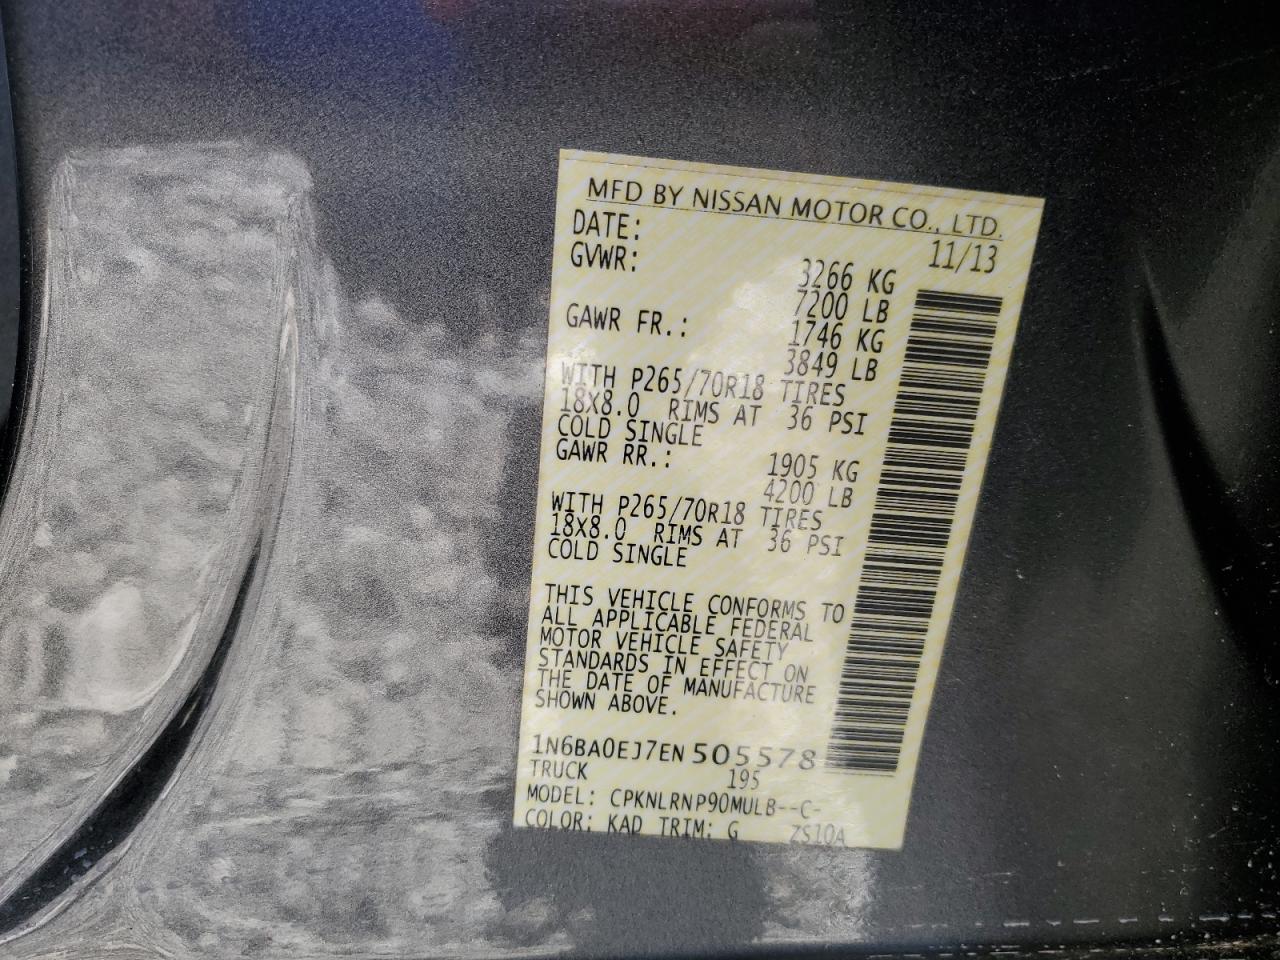 MFD BY NISSAN MOTOR CO., LTD.
DATE: 11/13
GVWR: 3266 KG
7200 LB
GAWR FR.: 1746 KG
3849 LB
WITH P265/70R18 TIRES
18X8.0 RIMS AT 36 PSI
COLD SINGLE
GAWR RR.: 1905 KG
4200 LB
WITH P265/70R18 TIRES
18X8.0 RIMS AT 36 PSI
COLD SINGLE
THIS VEHICLE CONFORMS TO
ALL APPLICABLE FEDERAL
MOTOR VEHICLE SAFETY
STANDARDS IN EFFECT ON
THE DATE OF MANUFACTURE
SHOWN ABOVE.
1N6BA0EJ7EN505578
TRUCK 195
MODEL: CPKNLRNP90MULB--C-
COLOR: KAD TRIM: G ZS10A